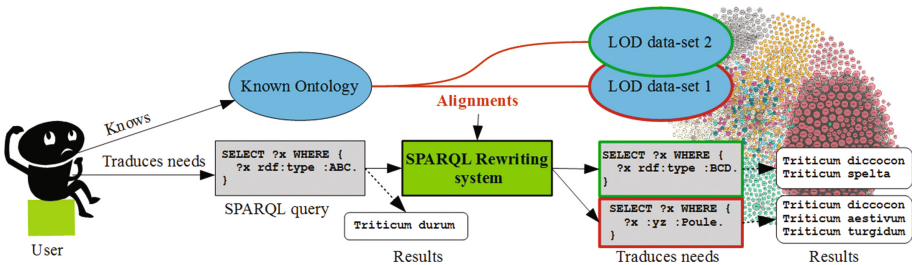 LOD data-set 2
Known Ontology
LOD data-set 1
Alignments
Knows
Traduces needs
SELECT ?x WHERE {
?x rdf:type :ABC.
}
SPARQL query
SPARQL Rewriting
system
SELECT ?x WHERE {
?x rdf:type :BCD.
}
Triticum diccocon
Triticum spelta
Triticum durum
SELECT ?x WHERE {
?x :yz :Poule.
}
Triticum diccocon
Triticum aestivum
Triticum turgidum
User
Results
Traduces needs
Results